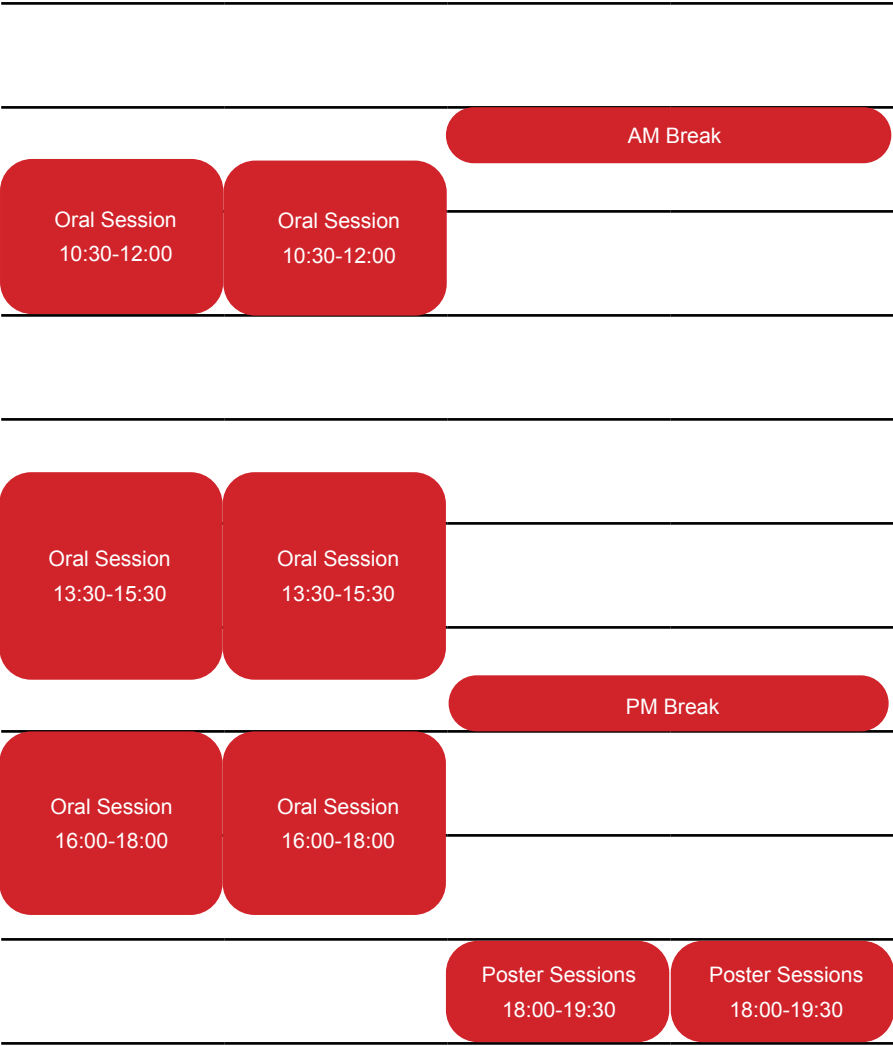 AM Break
Oral Session
10:30-12:00
Oral Session
10:30-12:00
Oral Session
13:30-15:30
Oral Session
13:30-15:30
PM Break
Oral Session
16:00-18:00
Oral Session
16:00-18:00
Poster Sessions
18:00-19:30
Poster Sessions
18:00-19:30